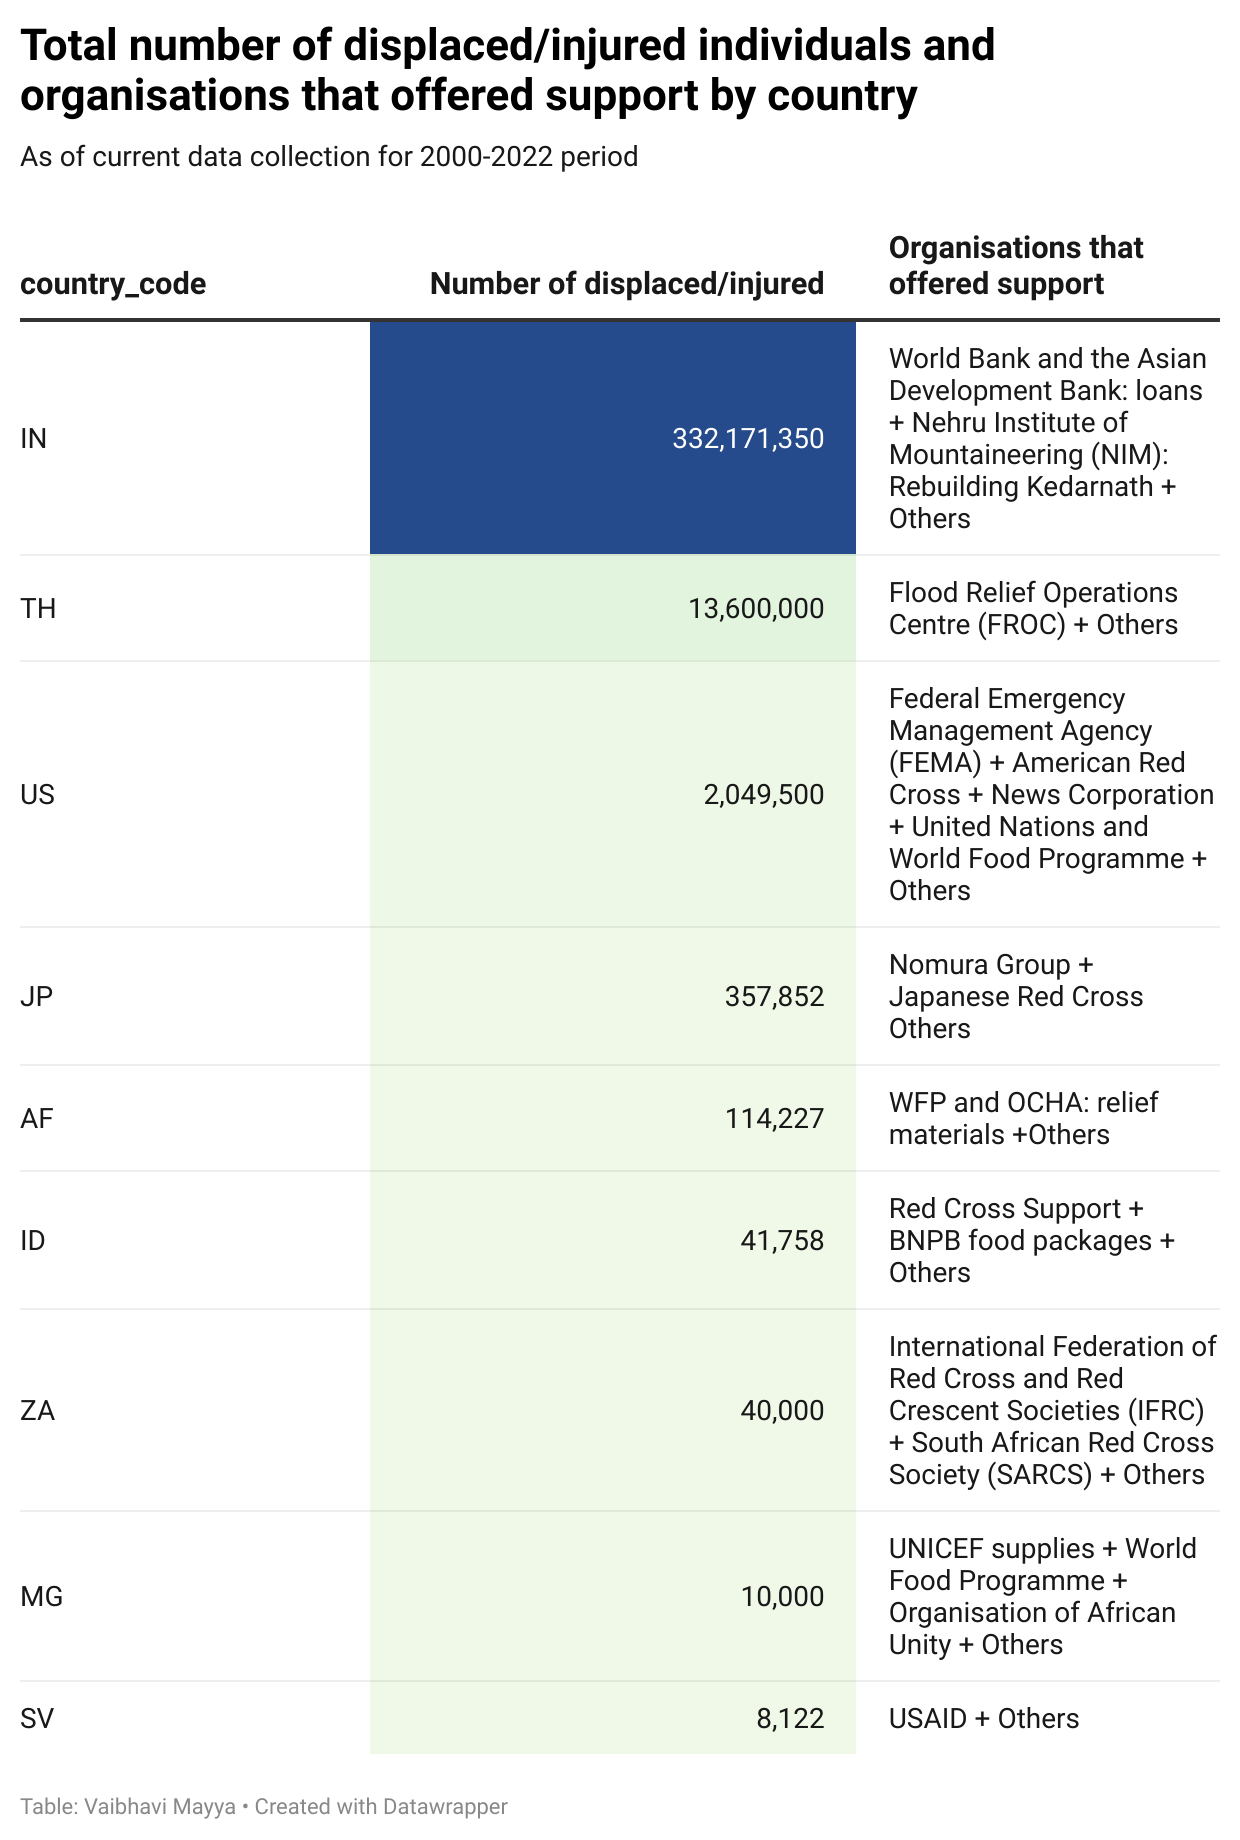 Total number of displaced/injured individuals and
organisations that offered support by country
As of current data collection for 2000-2022 period
country_code
Number of displaced/injured
Organisations that
offered support
IN
332,171,350
World Bank and the Asian
Development Bank: loans
+ Nehru Institute of
Mountaineering (NIM):
Rebuilding Kedarnath +
Others
TH
13,600,000
Flood Relief Operations
Centre (FROC) + Others
US
2,049,500
Federal Emergency
Management Agency
(FEMA) + American Red
Cross + News Corporation
+ United Nations and
World Food Programme +
Others
JP
357,852
Nomura Group +
Japanese Red Cross
Others
AF
114,227
WFP and OCHA: relief
materials +Others
ID
41,758
Red Cross Support +
BNPB food packages +
Others
ZA
40,000
International Federation of
Red Cross and Red
Crescent Societies (IFRC)
+ South African Red Cross
Society (SARCS) + Others
MG
10,000
UNICEF supplies + World
Food Programme +
Organisation of African
Unity + Others
SV
8,122
USAID + Others
Table: Vaibhavi Mayya • Created with Datawrapper